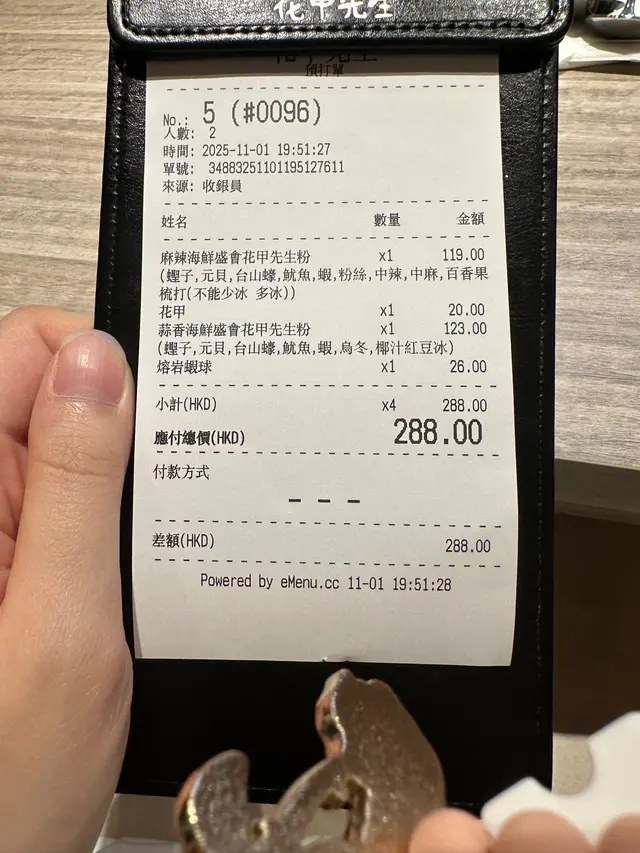 花甲先生
預打單
No.: 5 (#0096)
人數: 2
時間: 2025-11-01 19:51:27
單號: 34883251101195127611
來源: 收銀員
姓名 數量 金額
麻辣海鮮盛會花甲先生粉 x1 119.00
(蟶子,元貝,台山蠔,魷魚,蝦,粉絲,中辣,中麻,百香果
梳打(不能少冰 多冰))
花甲 x1 20.00
蒜香海鮮盛會花甲先生粉 x1 123.00
(蟶子,元貝,台山蠔,魷魚,蝦,烏冬,椰汁紅豆冰)
熔岩蝦球 x1 26.00
小計(HKD) x4 288.00
應付總價(HKD) 288.00
付款方式
---
差額(HKD) 288.00
Powered by eMenu.cc 11-01 19:51:28